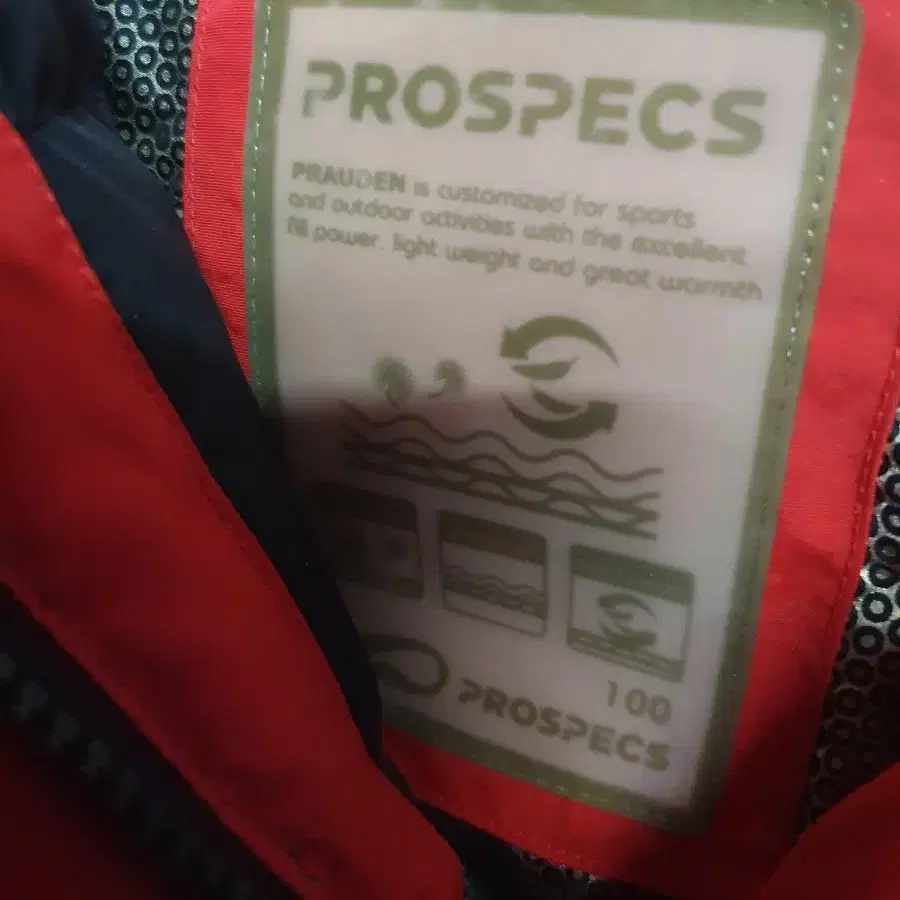 PROSPECS
PRAUDEN is customized for sports
and outdoor activities with the excellent
fill power, light weight and great warmth
100
PROSPECS